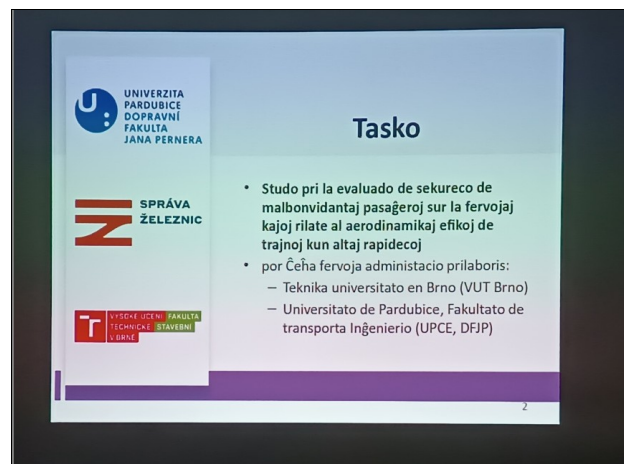 UNIVERZITA
PARDUBICE
DOPRAVNÍ
FAKULTA
JANA PERNERA
SPRÁVA
ŽELEZNIC
VYSOKÉ UČENÍ FAKULTA
TECHNICKÉ STAVEBNÍ
V BRNĚ
Tasko
• Studo pri la evaluado de sekureco de
malbonvidantaj pasaĝeroj sur la fervojaj
kajoj rilate al aerodinamikaj efikoj de
trajnoj kun altaj rapidecoj
• por Ĉeĥa fervoja administacio prilaboris:
– Teknika universitato en Brno (VUT Brno)
– Universitato de Pardubice, Fakultato de
transporta Inĝenierio (UPCE, DFJP)
2